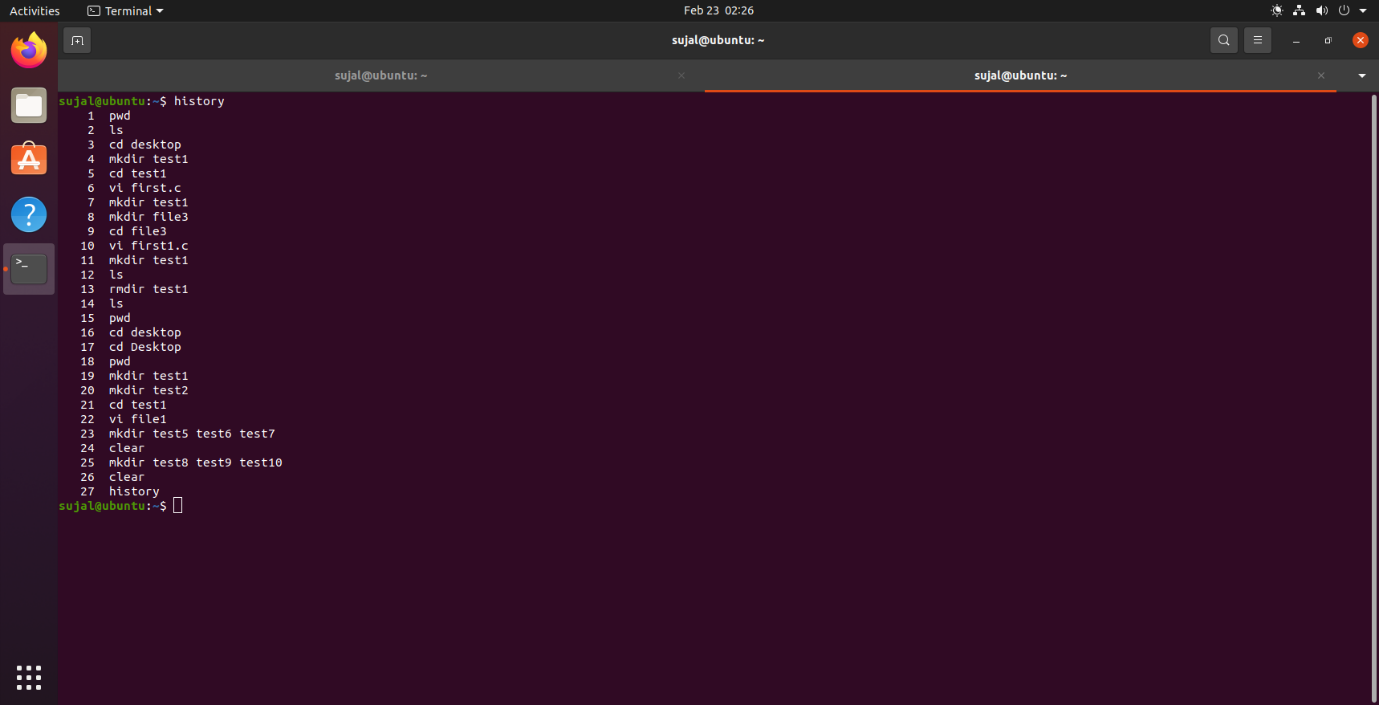 Activities Terminal Feb 23 02:26
sujal@ubuntu: ~
sujal@ubuntu: ~ sujal@ubuntu: ~
sujal@ubuntu:~$ history
1 pwd
2 ls
3 cd desktop
4 mkdir test1
5 cd test1
6 vi first.c
7 mkdir test1
8 mkdir file3
9 cd file3
10 vi first1.c
11 mkdir test1
12 ls
13 rmdir test1
14 ls
15 pwd
16 cd desktop
17 cd Desktop
18 pwd
19 mkdir test1
20 mkdir test2
21 cd test1
22 vi file1
23 mkdir test5 test6 test7
24 clear
25 mkdir test8 test9 test10
26 clear
27 history
sujal@ubuntu:~$